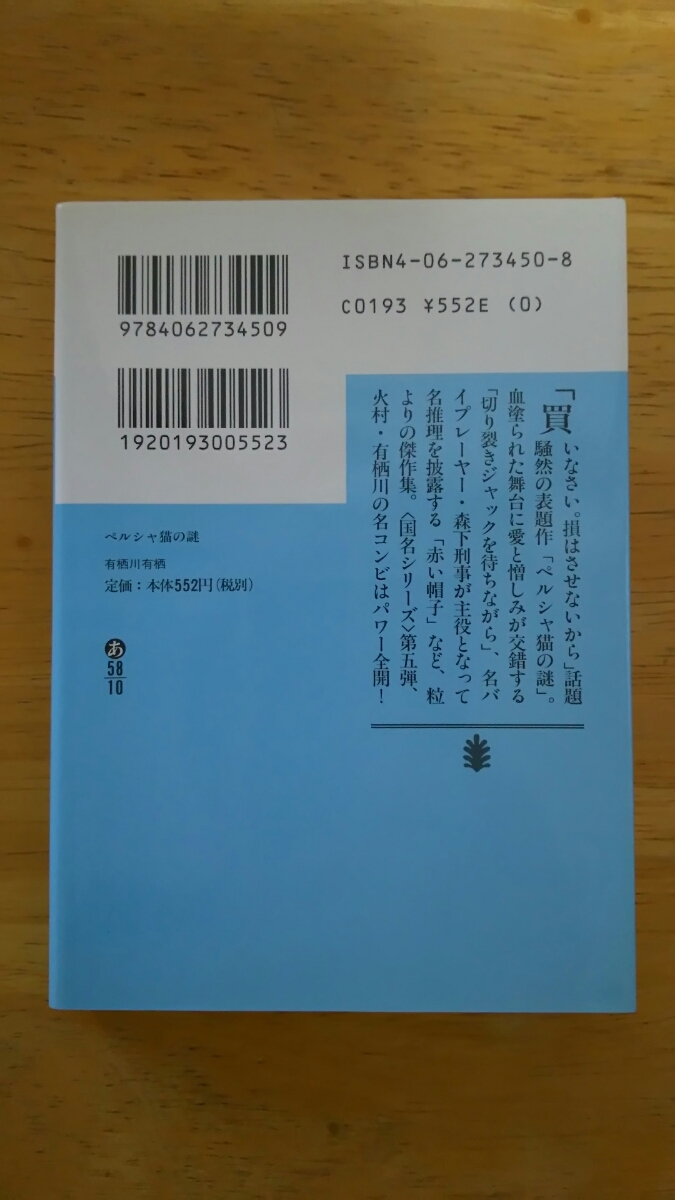 9784062734509
ISBN4-06-273450-8
C0193 ¥552E (0)
1920193005523
「買いなさい。損はさせないから」話題
騒然の表題作「ペルシャ猫の謎」。
血塗られた舞台に愛と憎しみが交錯する
「切り裂きジャックを待ちながら」、名バ
イプレーヤー・森下刑事が主役となって
名推理を披露する「赤い帽子」など、粒
よりの傑作集。〈国名シリーズ〉第五弾、
火村・有栖川の名コンビはパワー全開！
ペルシャ猫の謎
有栖川有栖
定価：本体552円（税別）
あ
58
10